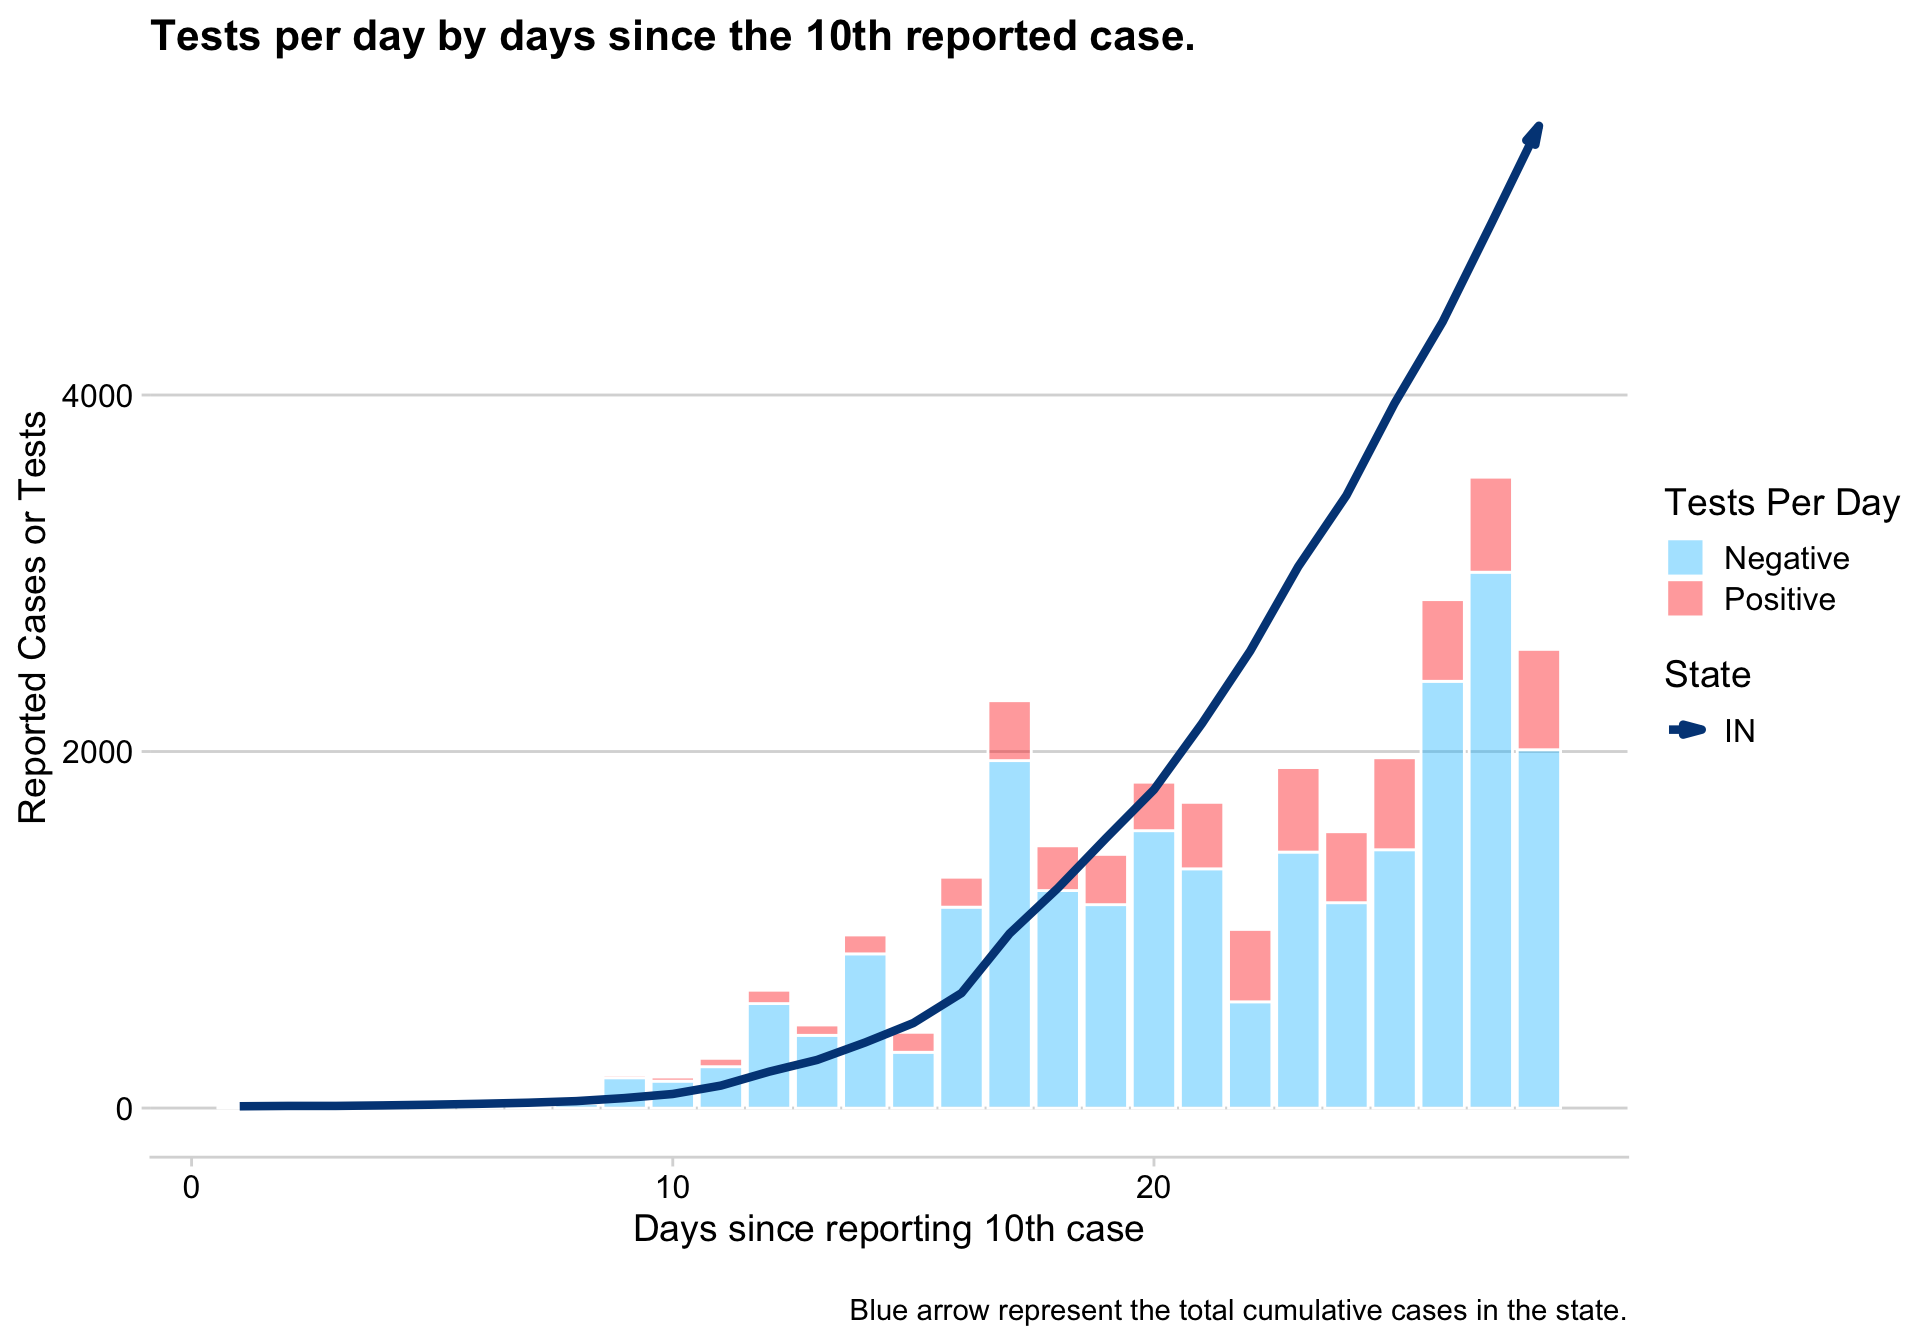 Tests per day by days since the 10th reported case.
Reported Cases or Tests
4000
2000
0
0
10
20
Days since reporting 10th case
Tests Per Day
Negative
Positive
State
IN
Blue arrow represent the total cumulative cases in the state.